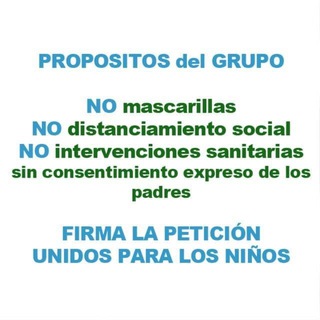 PROPOSITOS del GRUPO
NO mascarillas
NO distanciamiento social
NO intervenciones sanitarias
sin consentimiento expreso de los
padres
FIRMA LA PETICIÓN
UNIDOS PARA LOS NIÑOS